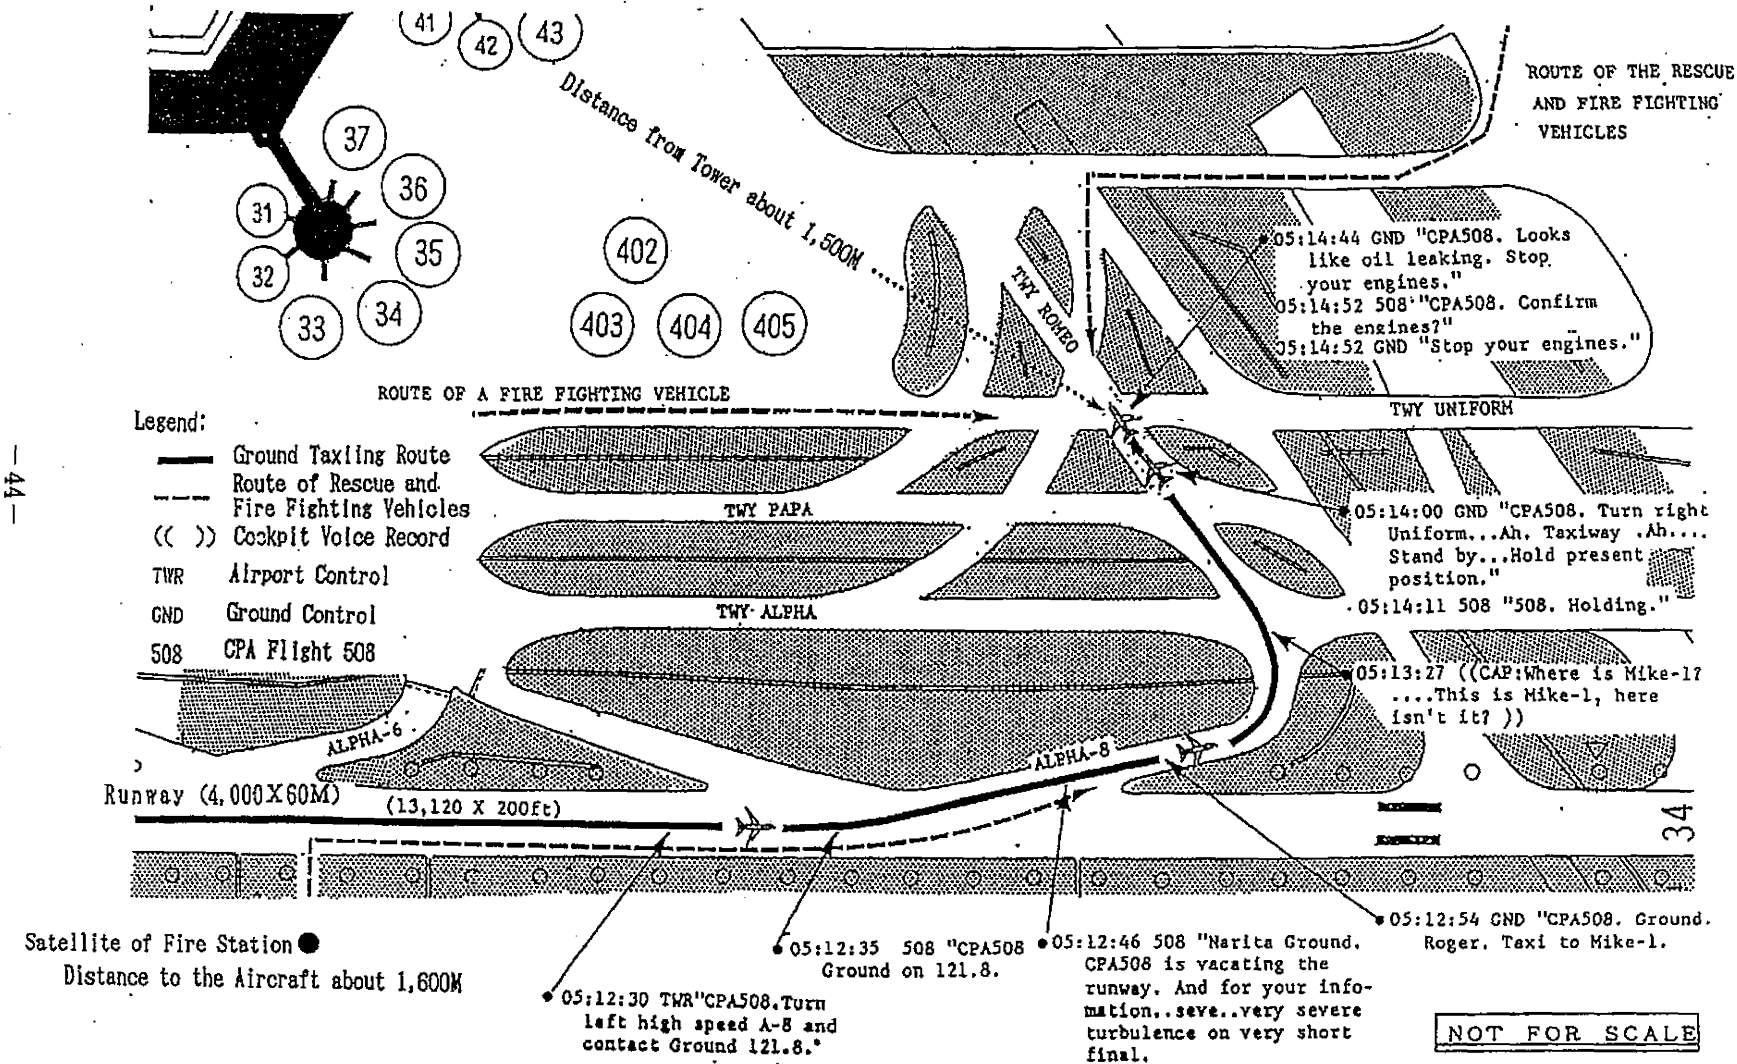 41
42
43
Distance from Tower about 1,500M
ROUTE OF THE RESCUE
AND FIRE FIGHTING
VEHICLES
37
36
31
35
32
34
33
402
403
404
405
TWY ROMEO
05:14:44 GND "CPA508. Looks
like oil leaking. Stop
your engines."
05:14:52 508 "CPA508. Confirm
the engines?"
05:14:52 GND "Stop your engines."
TWY UNIFORM
ROUTE OF A FIRE FIGHTING VEHICLE
Legend:
Ground Taxiing Route
Route of Rescue and
Fire Fighting Vehicles
(( )) Cockpit Voice Record
TWR Airport Control
GND Ground Control
508 CPA Flight 508
—44—
TWY PAPA
TWY ALPHA
05:14:00 GND "CPA508. Turn right
Uniform...Ah. Taxiway .Ah....
Stand by...Hold present
position."
05:14:11 508 "508. Holding."
05:13:27 ((CAP:Where is Mike-1?
....This is Mike-1, here
isn't it? ))
ALPHA-6
ALPHA-8
Runway (4,000X60M)
(13,120 X 200ft)
34
Satellite of Fire Station
Distance to the Aircraft about 1,600M
05:12:30 TWR"CPA508.Turn
left high speed A-8 and
contact Ground 121.8."
05:12:35 508 "CPA508
Ground on 121.8.
05:12:46 508 "Narita Ground.
CPA508 is vacating the
runway. And for your info-
mation..seve..very severe
turbulence on very short
final.
05:12:54 GND "CPA508. Ground.
Roger. Taxi to Mike-1.
NOT FOR SCALE